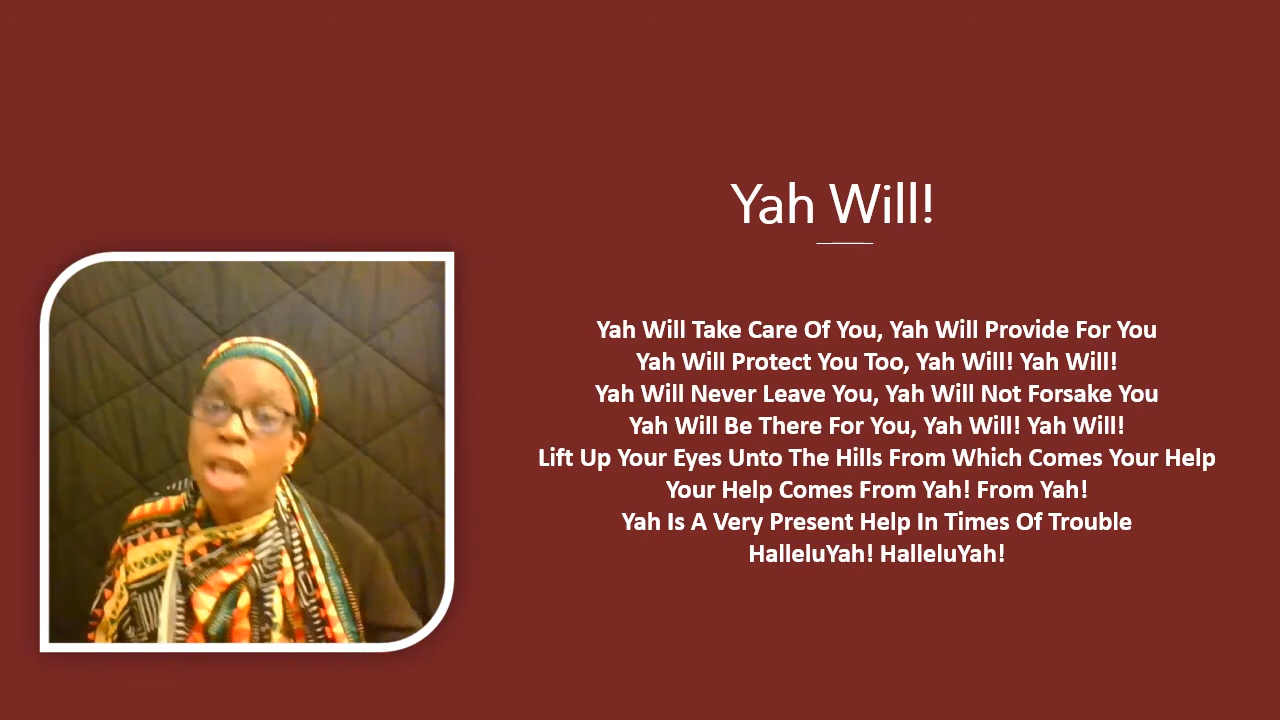 Yah Will!
Yah Will Take Care Of You, Yah Will Provide For You
Yah Will Protect You Too, Yah Will! Yah Will!
Yah Will Never Leave You, Yah Will Not Forsake You
Yah Will Be There For You, Yah Will! Yah Will!
Lift Up Your Eyes Unto The Hills From Which Comes Your Help
Your Help Comes From Yah! From Yah!
Yah Is A Very Present Help In Times Of Trouble
HalleluYah! HalleluYah!